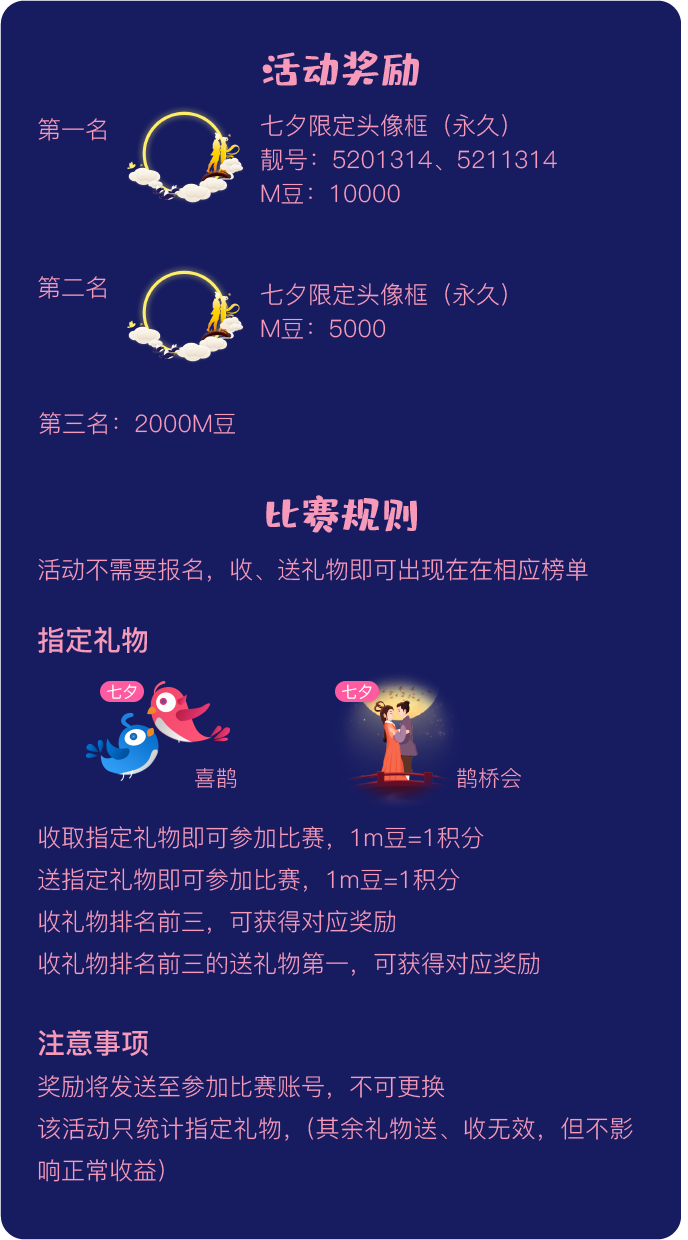 活动奖励
第一名
七夕限定头像框（永久）
靓号：5201314、5211314
M豆：10000
第二名
七夕限定头像框（永久）
M豆：5000
第三名：2000M豆
比赛规则
活动不需要报名，收、送礼物即可出现在在相应榜单
指定礼物
七夕
喜鹊
七夕
鹊桥会
收取指定礼物即可参加比赛，1m豆=1积分
送指定礼物即可参加比赛，1m豆=1积分
收礼物排名前三，可获得对应奖励
收礼物排名前三的送礼物第一，可获得对应奖励
注意事项
奖励将发送至参加比赛账号，不可更换
该活动只统计指定礼物，（其余礼物送、收无效，但不影
响正常收益）